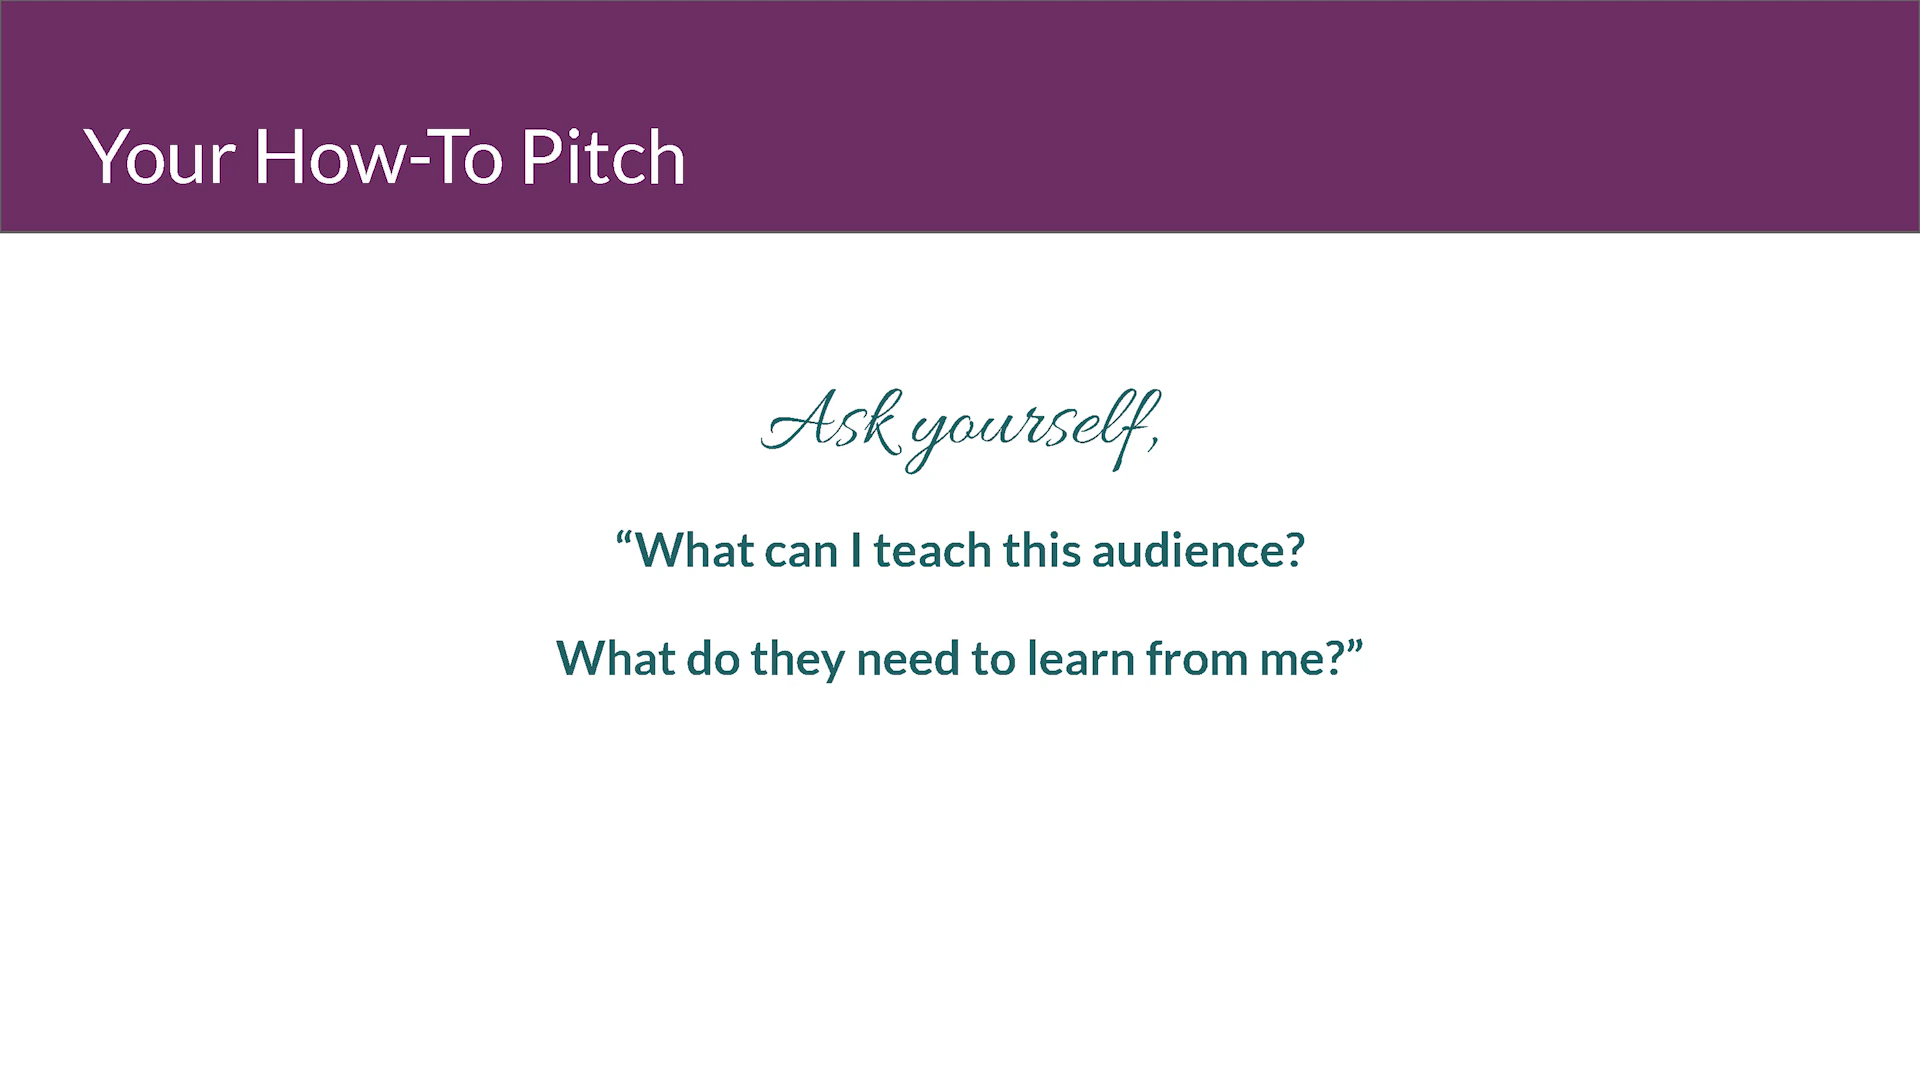 Your How-To Pitch
Ask yourself,
“What can I teach this audience?
What do they need to learn from me?”